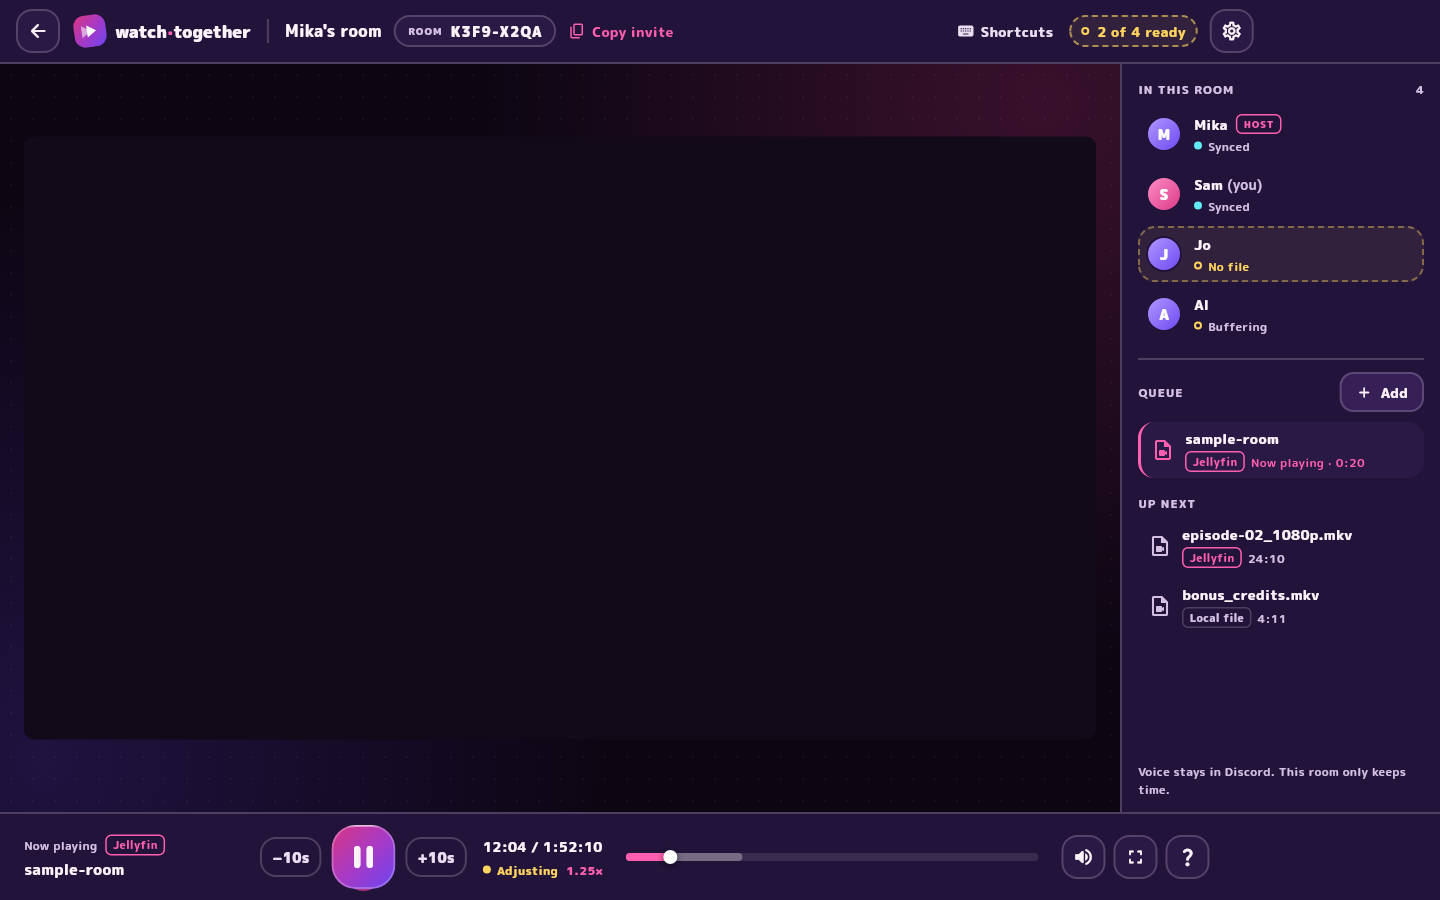 watch·together
Mika's room
ROOM K3F9-X2QA
Copy invite
Shortcuts
2 of 4 ready
IN THIS ROOM 4
M
Mika HOST
Synced
S
Sam (you)
Synced
J
Jo
No file
A
Al
Buffering
QUEUE
+ Add
sample-room
Jellyfin Now playing · 0:20
UP NEXT
episode-02_1080p.mkv
Jellyfin 24:10
bonus_credits.mkv
Local file 4:11
Voice stays in Discord. This room only keeps
time.
Now playing Jellyfin
sample-room
−10s
+10s
12:04 / 1:52:10
Adjusting 1.25×
?